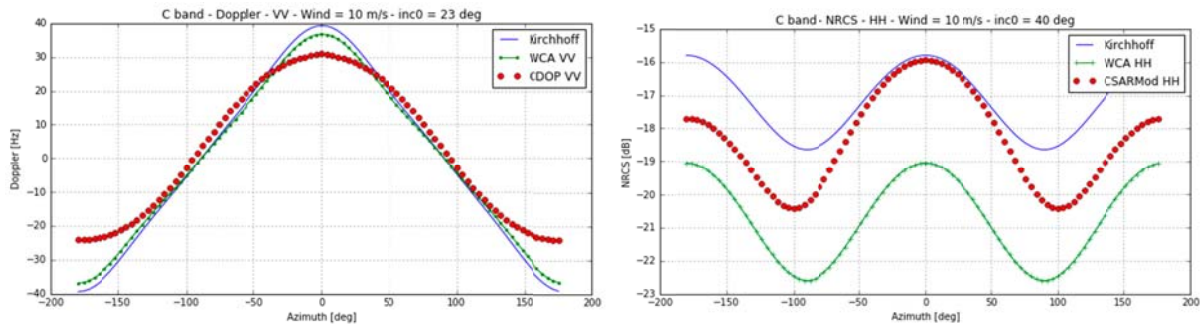 C band - Doppler - VV - Wind = 10 m/s - inc0 = 23 deg
40
30
20
10
0
−10
−20
−30
−40
Doppler [Hz]
Kirchhoff
WCA VV
CDOP VV
−200 −150 −100 −50 0 50 100 150 200
Azimuth [deg]
C band - NRCS - HH - Wind = 10 m/s - inc0 = 40 deg
−15
−16
−17
−18
−19
−20
−21
−22
−23
NRCS [dB]
Kirchhoff
WCA HH
CSARMod HH
−200 −150 −100 −50 0 50 100 150 200
Azimuth [deg]